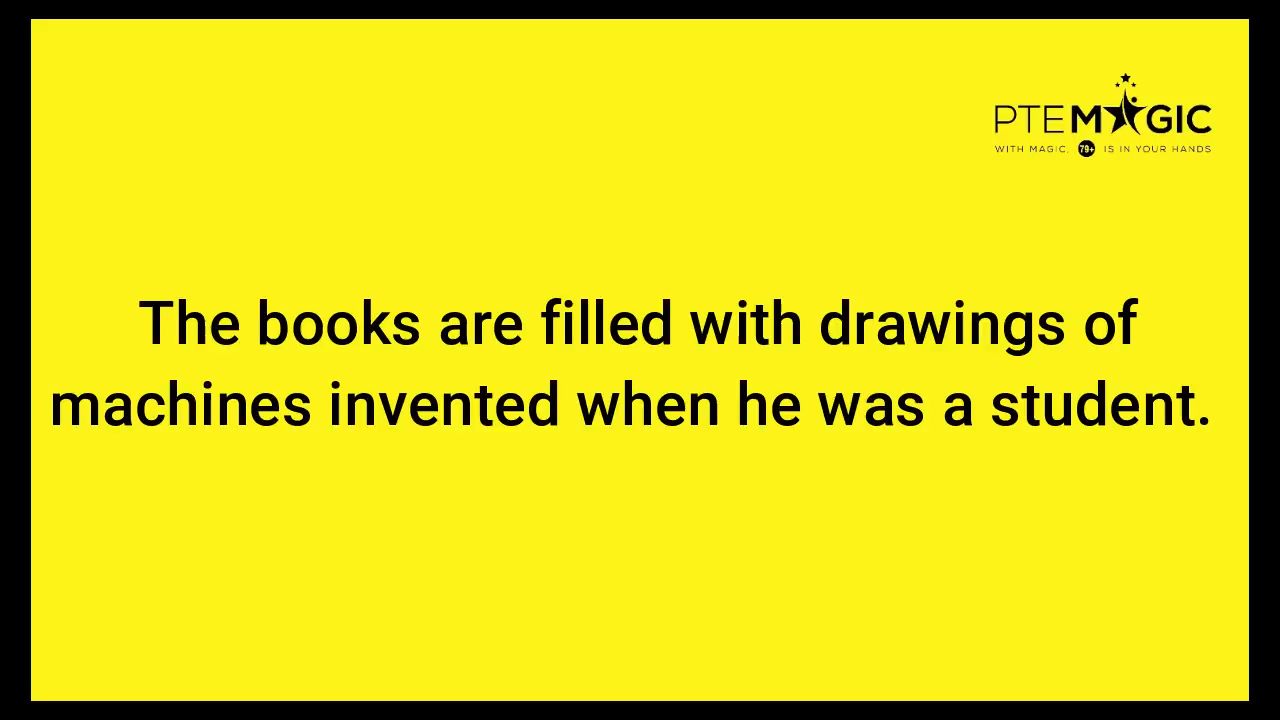 PTEMAGIC
WITH MAGIC, 79+ IS IN YOUR HANDS
The books are filled with drawings of
machines invented when he was a student.